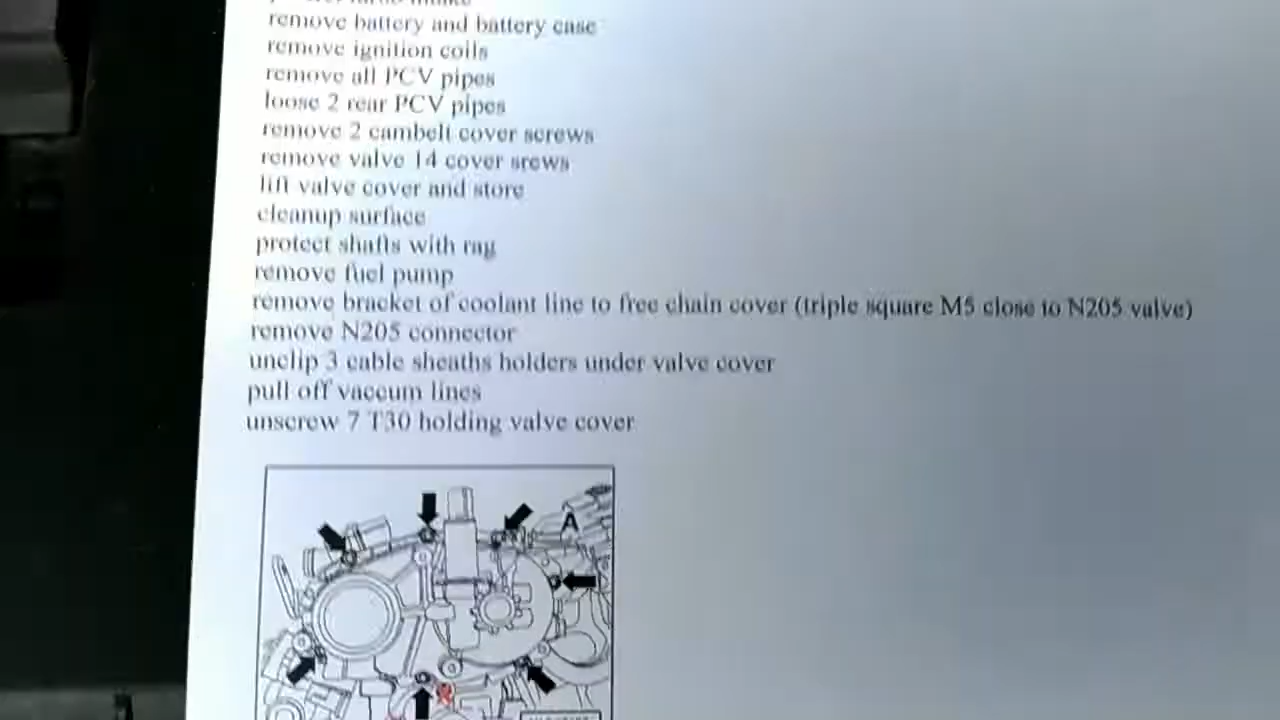 remove battery and battery case
remove ignition coils
remove all PCV pipes
loose 2 rear PCV pipes
remove 2 cambelt cover screws
remove valve 14 cover srews
lift valve cover and store
cleanup surface
protect shafts with rag
remove fuel pump
remove bracket of coolant line to free chain cover (triple square M5 close to N205 valve)
remove N205 connector
unclip 3 cable sheaths holders under valve cover
pull off vaccum lines
unscrew 7 T30 holding valve cover
A